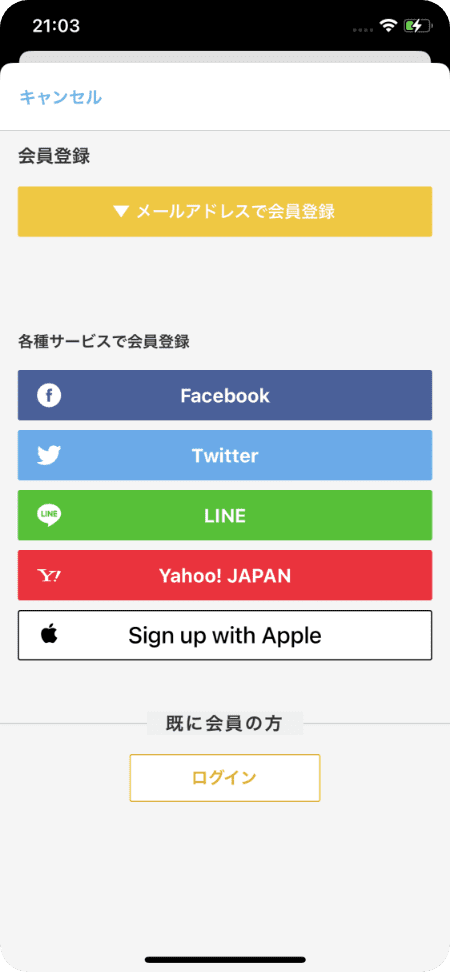 21:03
キャンセル
会員登録
▼ メールアドレスで会員登録
各種サービスで会員登録
Facebook
Twitter
LINE
LINE
Y! Yahoo! JAPAN
Sign up with Apple
既に会員の方
ログイン